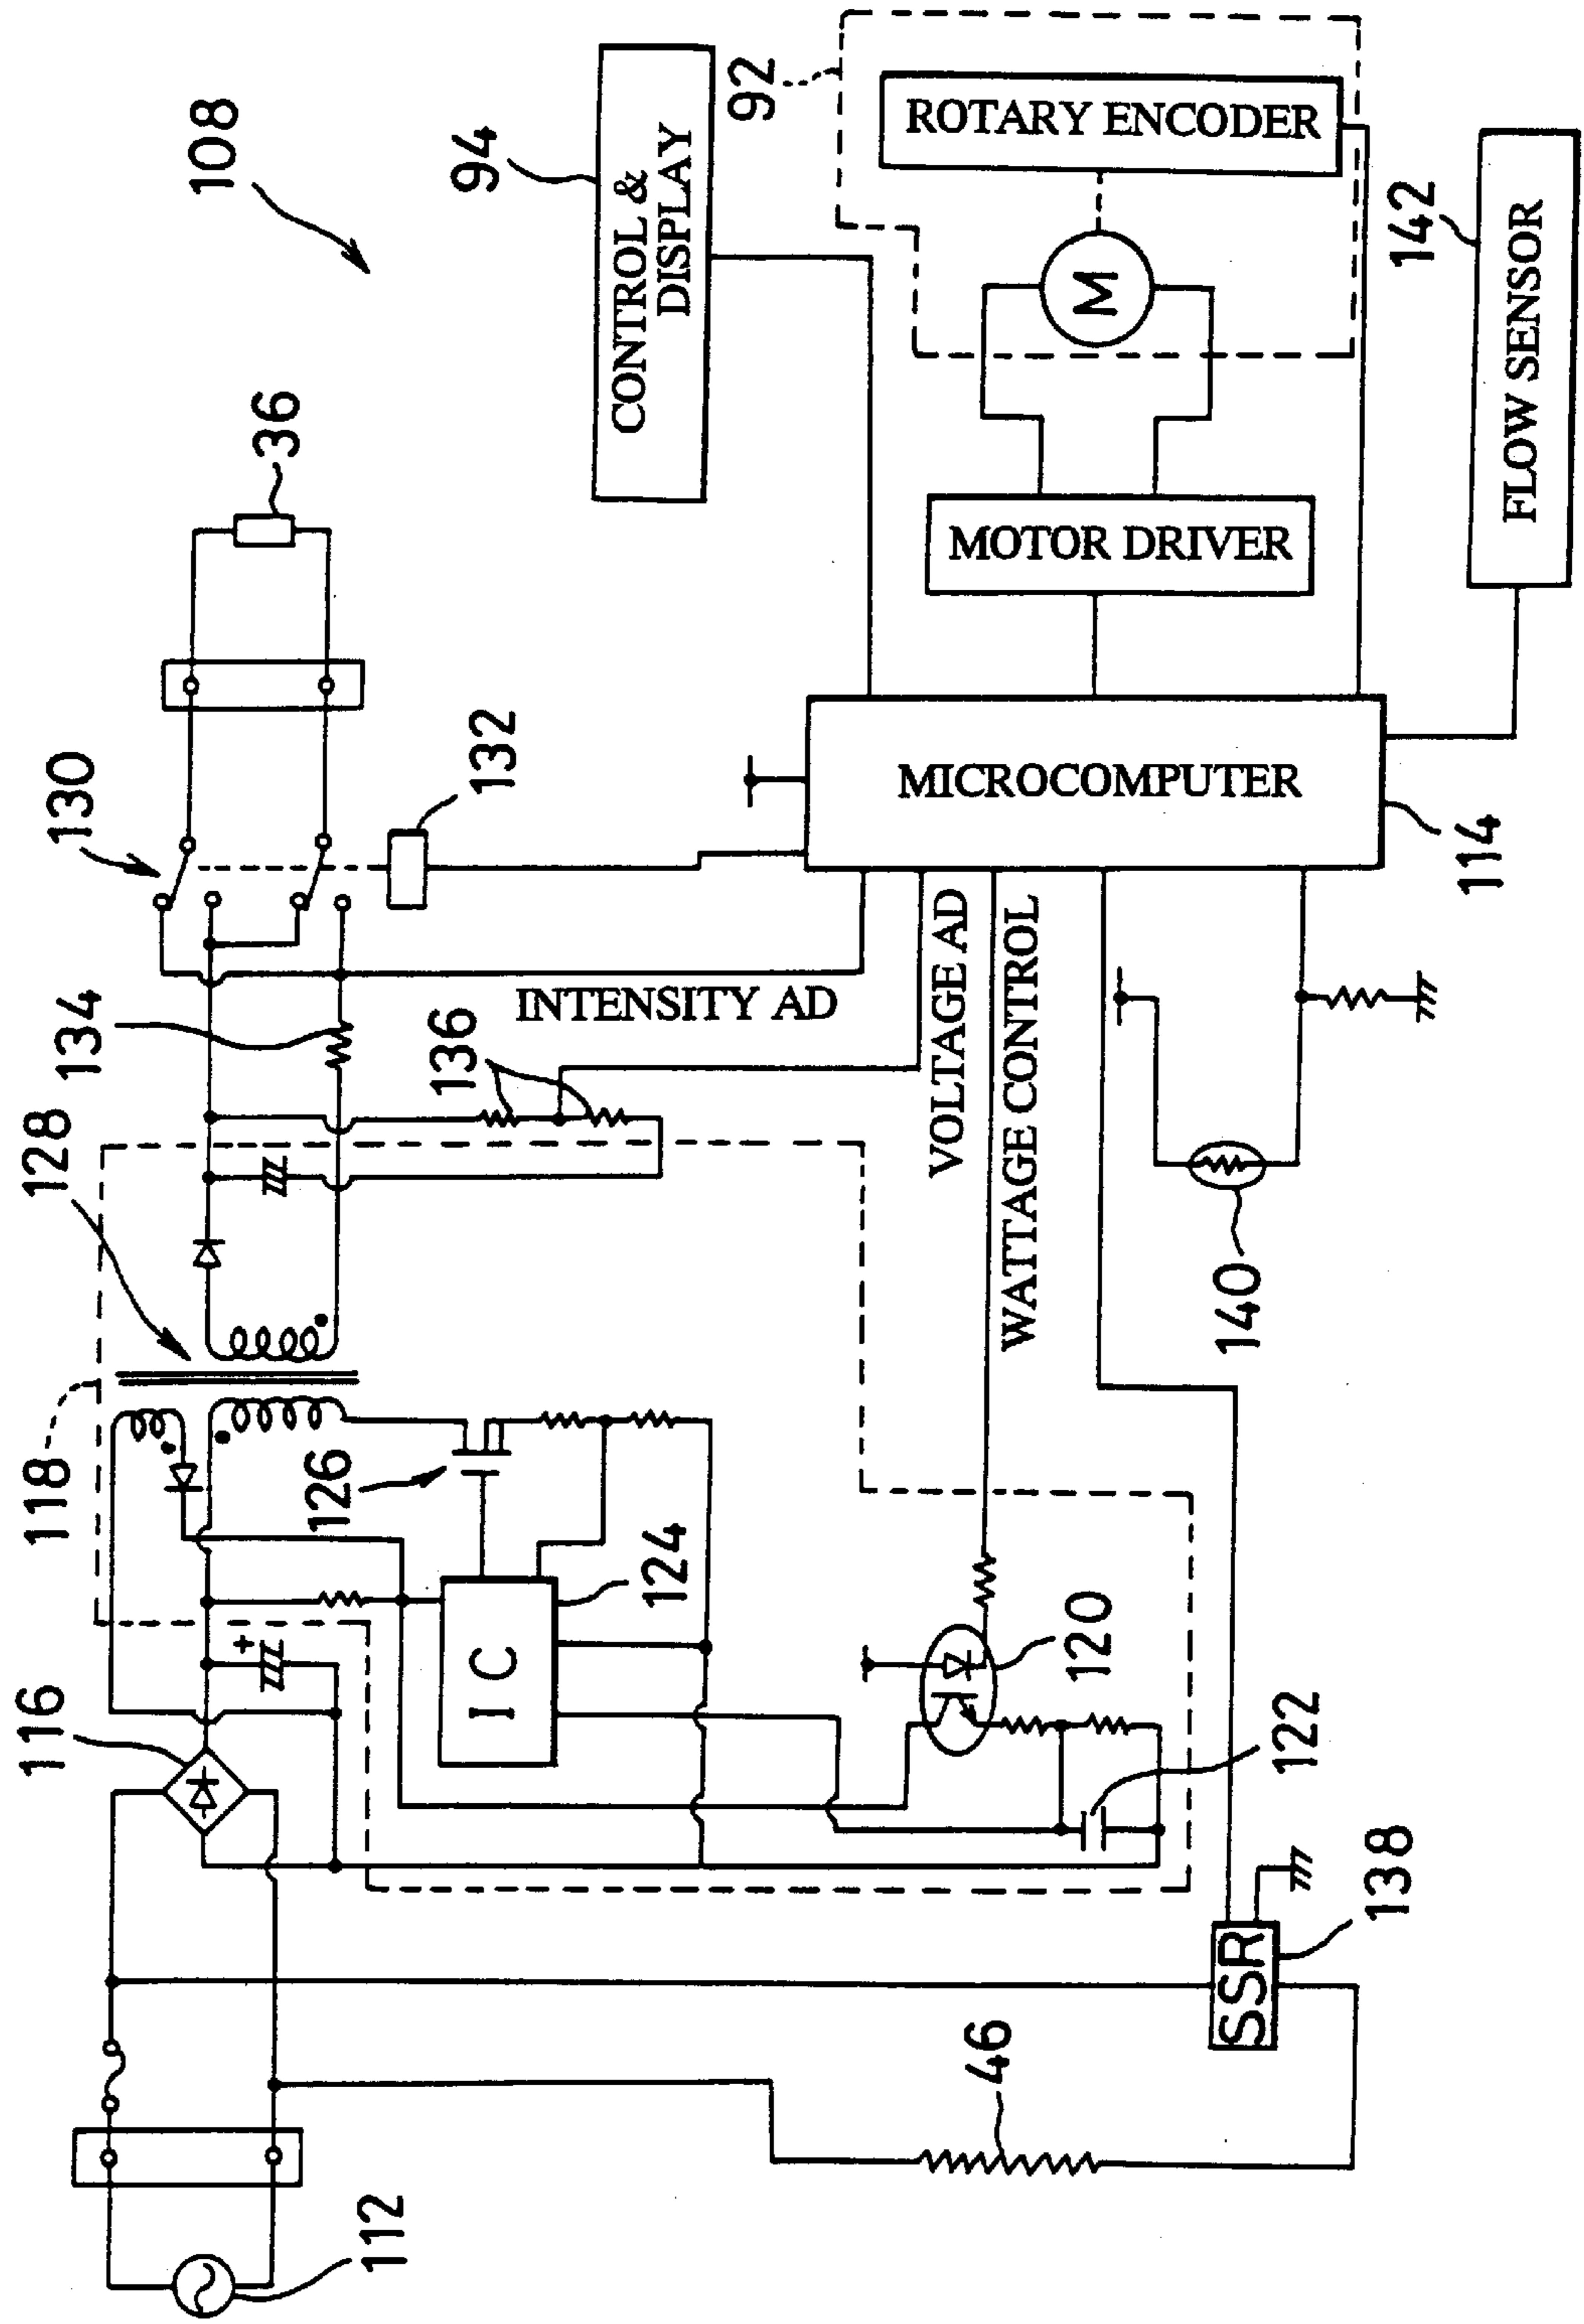 108
94
CONTROL &
DISPLAY
92
ROTARY ENCODER
M
MOTOR DRIVER
142
FLOW SENSOR
36
130
132
MICROCOMPUTER
114
134
INTENSITY AD
136
VOLTAGE AD
WATTAGE CONTROL
128
140
118
126
124
IC
+
120
116
122
138
SSR
46
112